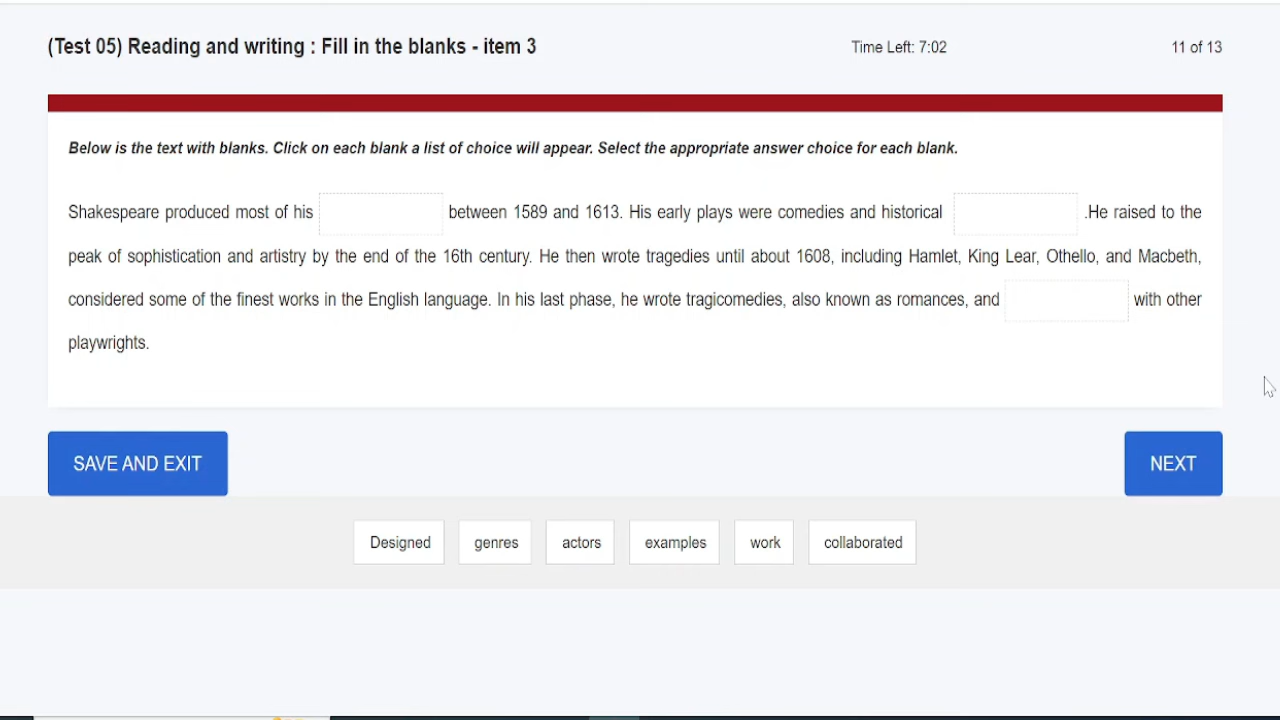 (Test 05) Reading and writing : Fill in the blanks - item 3 Time Left: 7:02 11 of 13
Below is the text with blanks. Click on each blank a list of choice will appear. Select the appropriate answer choice for each blank.
Shakespeare produced most of his between 1589 and 1613. His early plays were comedies and historical .He raised to the
peak of sophistication and artistry by the end of the 16th century. He then wrote tragedies until about 1608, including Hamlet, King Lear, Othello, and Macbeth,
considered some of the finest works in the English language. In his last phase, he wrote tragicomedies, also known as romances, and with other
playwrights.
SAVE AND EXIT NEXT
Designed genres actors examples work collaborated